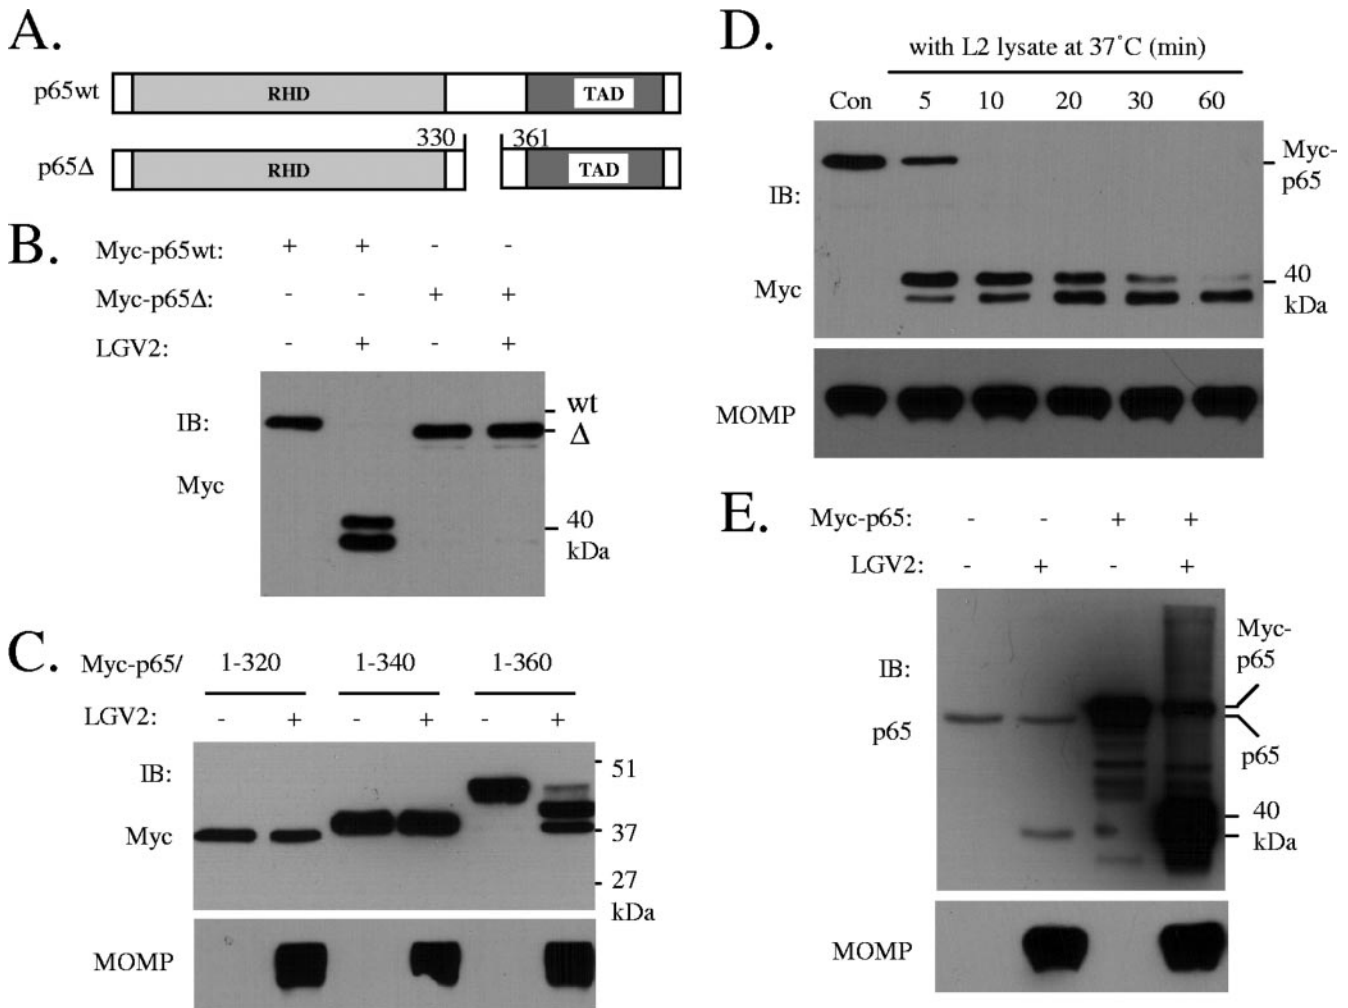 A.
p65wt
RHD
TAD
330
361
p65Δ
RHD
TAD
B.
Myc-p65wt: + + - -
Myc-p65Δ: - - + +
LGV2: - + - +
IB:
Myc
wt
Δ
40
kDa
C.
Myc-p65/ 1-320 1-340 1-360
LGV2: - + - + - +
IB:
Myc
51
37
27
kDa
MOMP
D.
with L2 lysate at 37°C (min)
Con 5 10 20 30 60
IB:
Myc
Myc-
p65
40
kDa
MOMP
E.
Myc-p65: - - + +
LGV2: - + - +
IB:
p65
Myc-
p65
p65
40
kDa
MOMP